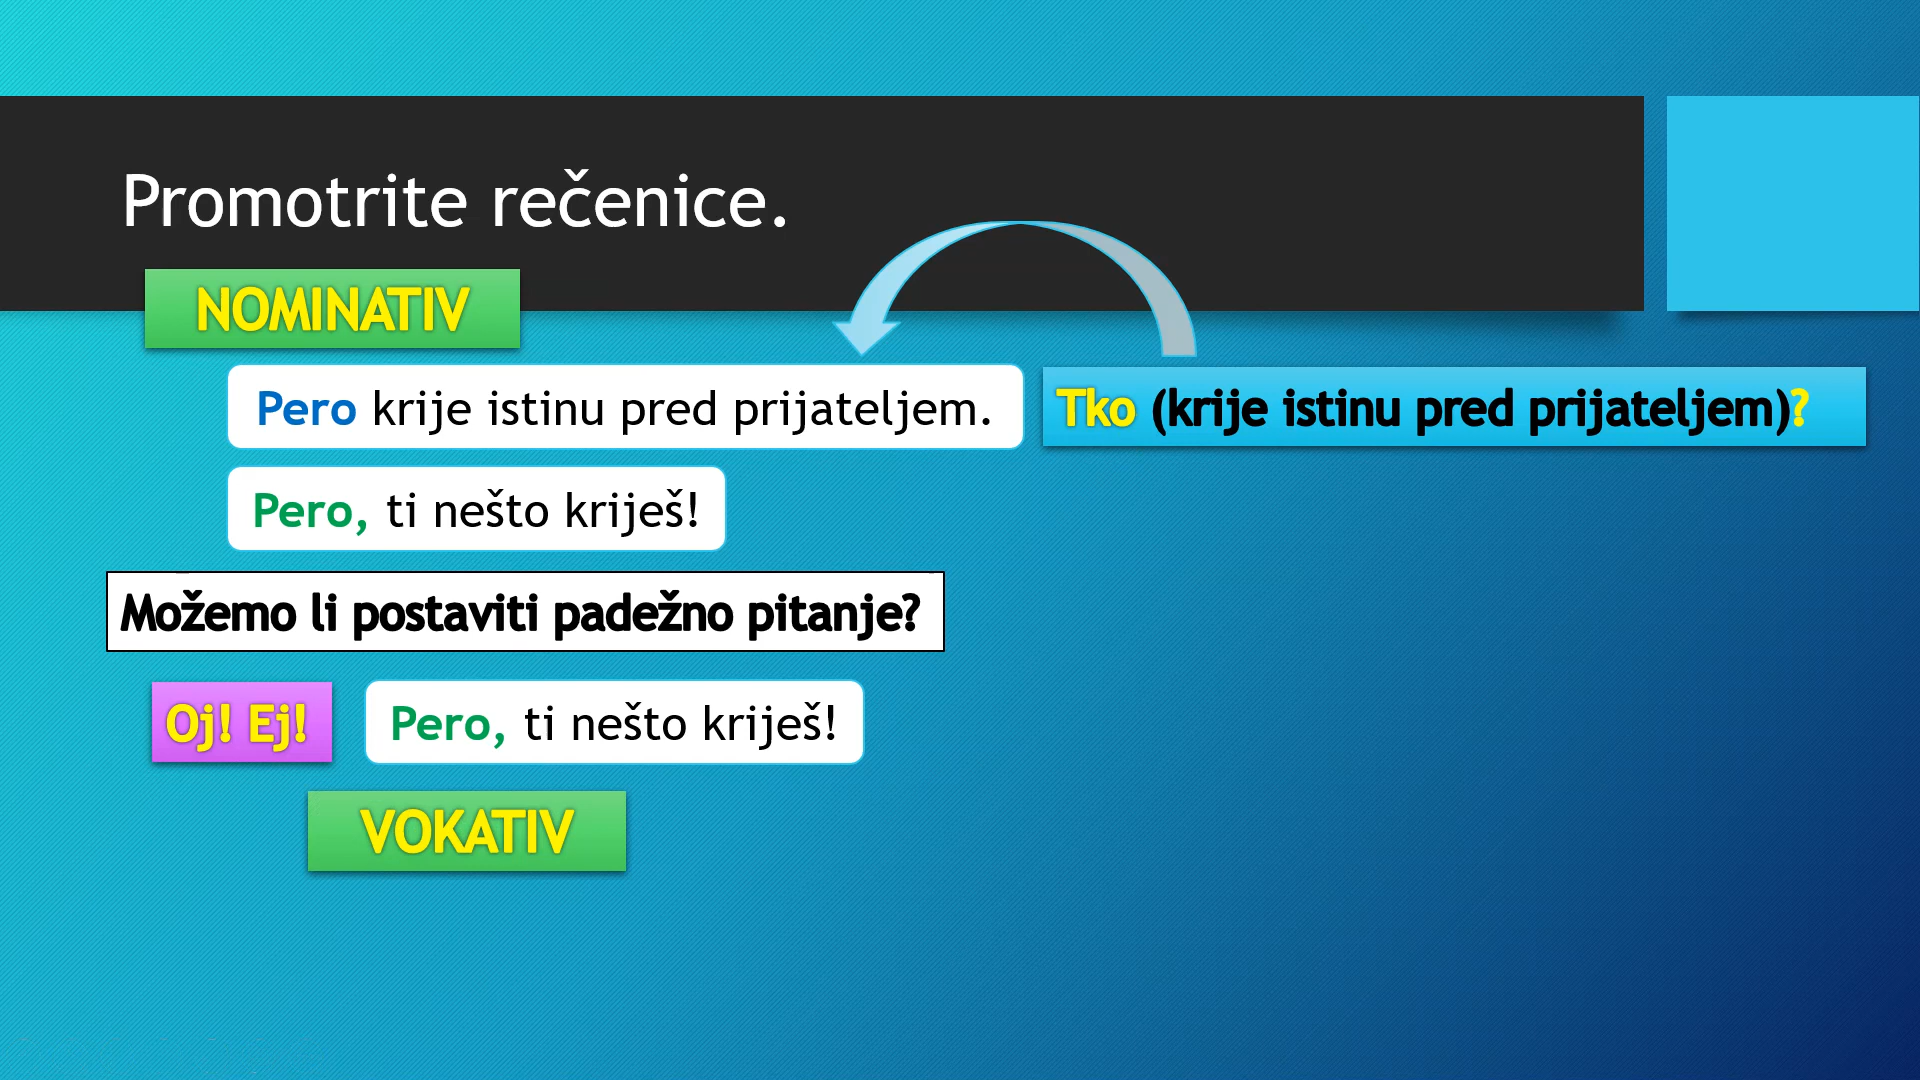 Promotrite rečenice.
NOMINATIV
Pero krije istinu pred prijateljem. Tko (krije istinu pred prijateljem)?
Pero, ti nešto kriješ!
Možemo li postaviti padežno pitanje?
Oj! Ej! Pero, ti nešto kriješ!
VOKATIV